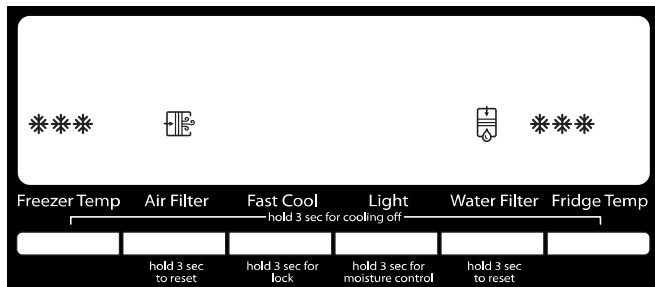 Freezer Temp Air Filter Fast Cool Light Water Filter Fridge Temp
hold 3 sec for cooling off
hold 3 sec to reset
hold 3 sec for lock
hold 3 sec for moisture control
hold 3 sec to reset